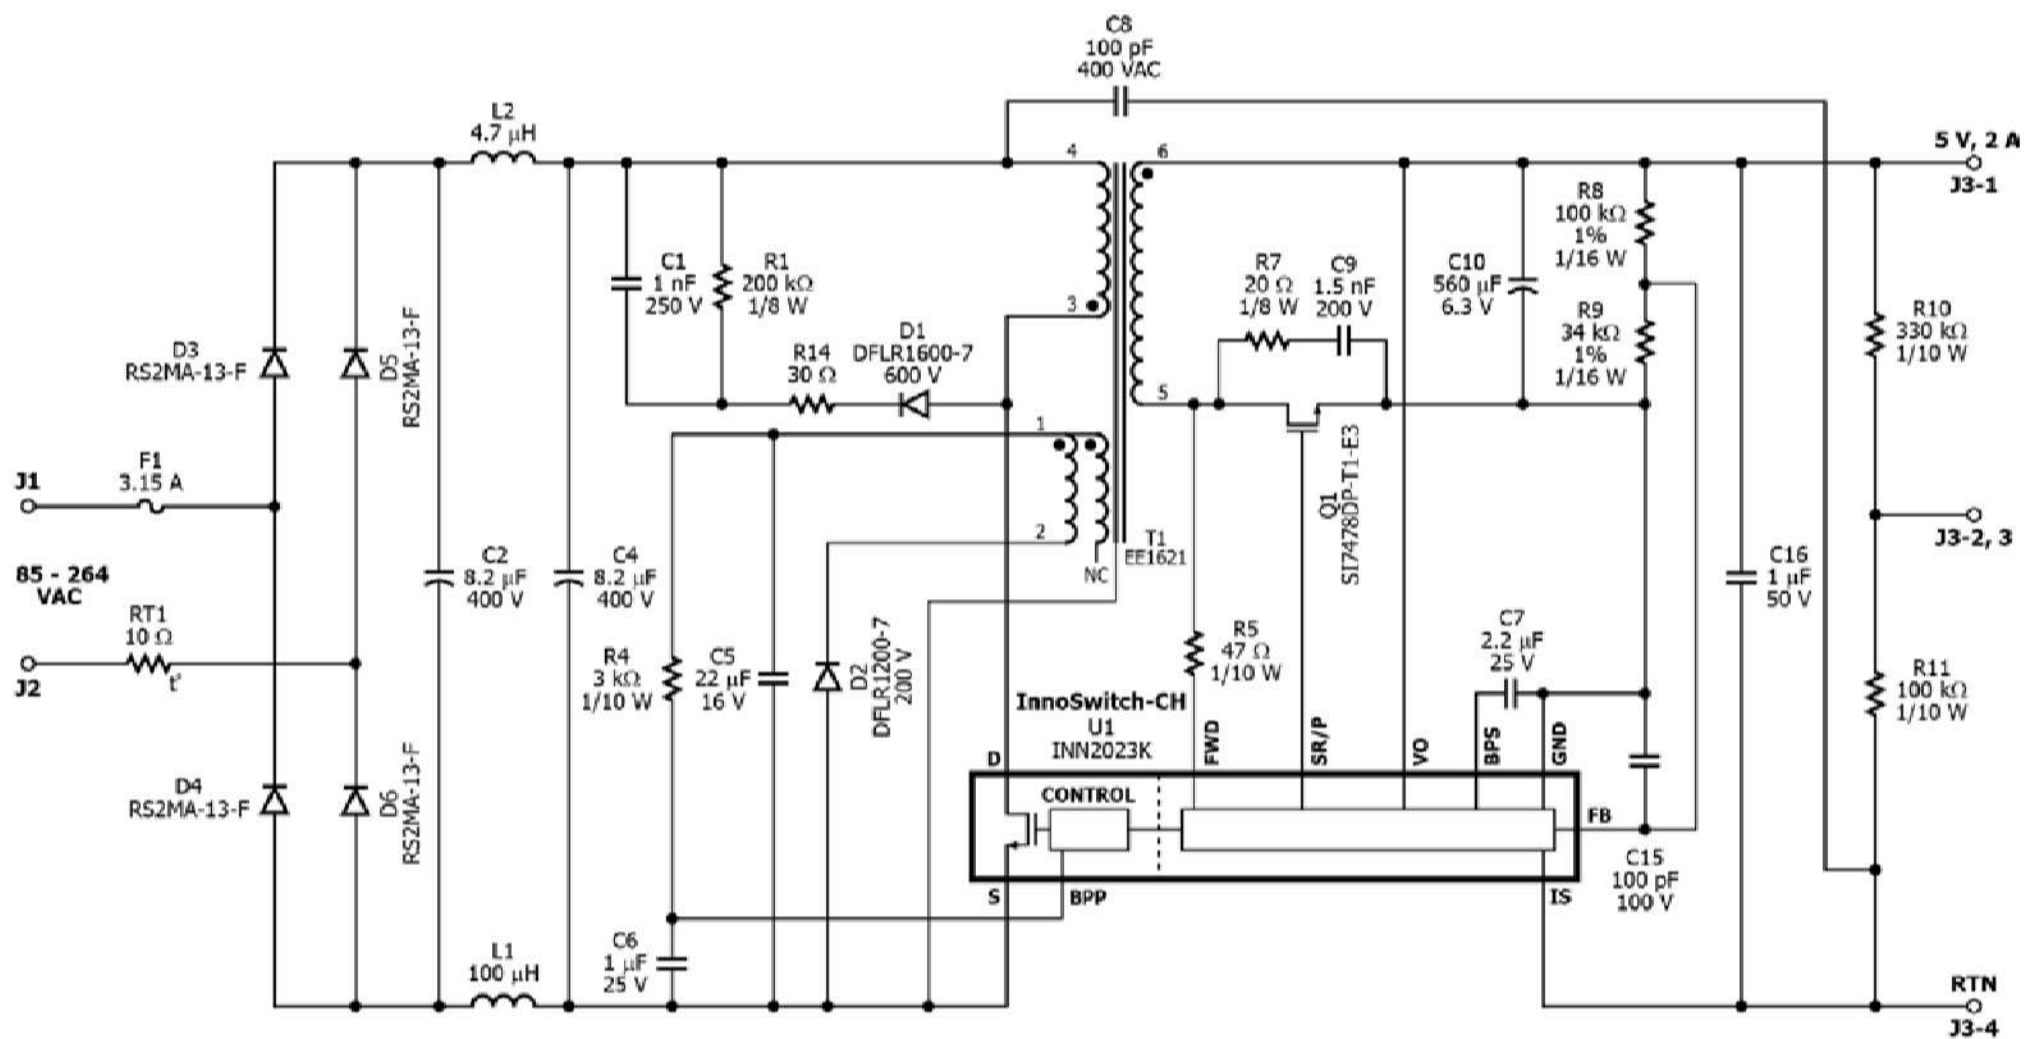 C8
100 pF
400 VAC
L2
4.7 µH
4
6
5 V, 2 A
J3-1
R8
100 kΩ
1%
1/16 W
C1
1 nF
250 V
R1
200 kΩ
1/8 W
3
R7
20 Ω
1/8 W
C9
1.5 nF
200 V
C10
560 µF
6.3 V
R9
34 kΩ
1%
1/16 W
R10
330 kΩ
1/10 W
D3
RS2MA-13-F
D5
RS2MA-13-F
R14
30 Ω
D1
DFLR1600-7
600 V
5
1
Q1
SI7478DP-T1-E3
F1
3.15 A
J1
2
T1
EE1621
NC
J3-2, 3
85 - 264
VAC
C2
8.2 µF
400 V
C4
8.2 µF
400 V
C16
1 µF
50 V
RT1
10 Ω
t°
J2
R4
3 kΩ
1/10 W
C5
22 µF
16 V
D2
DFLR1200-7
200 V
R5
47 Ω
1/10 W
C7
2.2 µF
25 V
R11
100 kΩ
1/10 W
InnoSwitch-CH
U1
INN2023K
D
FWD
SR/P
VO
BPS
GND
D4
RS2MA-13-F
D6
RS2MA-13-F
CONTROL
FB
S
BPP
IS
C15
100 pF
100 V
L1
100 µH
C6
1 µF
25 V
RTN
J3-4